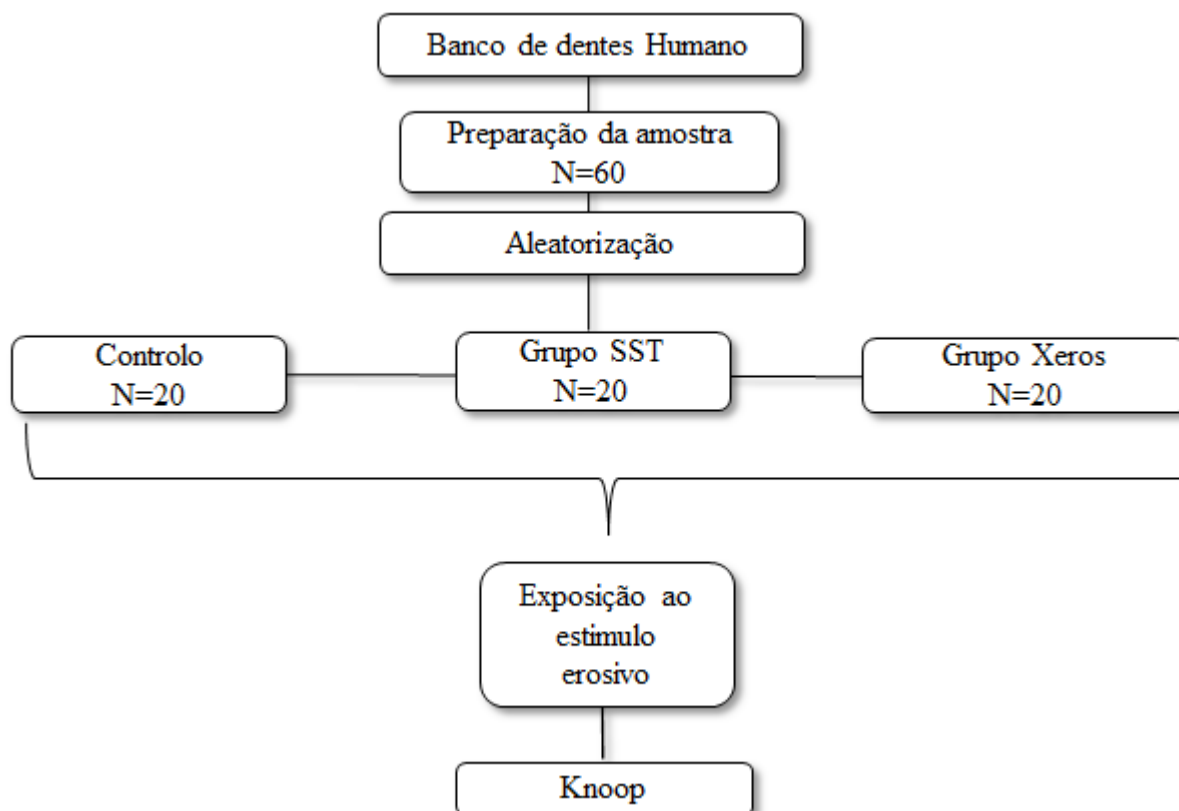 Banco de dentes Humano
Preparação da amostra
N=60
Aleatorização
Controlo
N=20
Grupo SST
N=20
Grupo Xeros
N=20
Exposição ao
estimulo
erosivo
Knoop